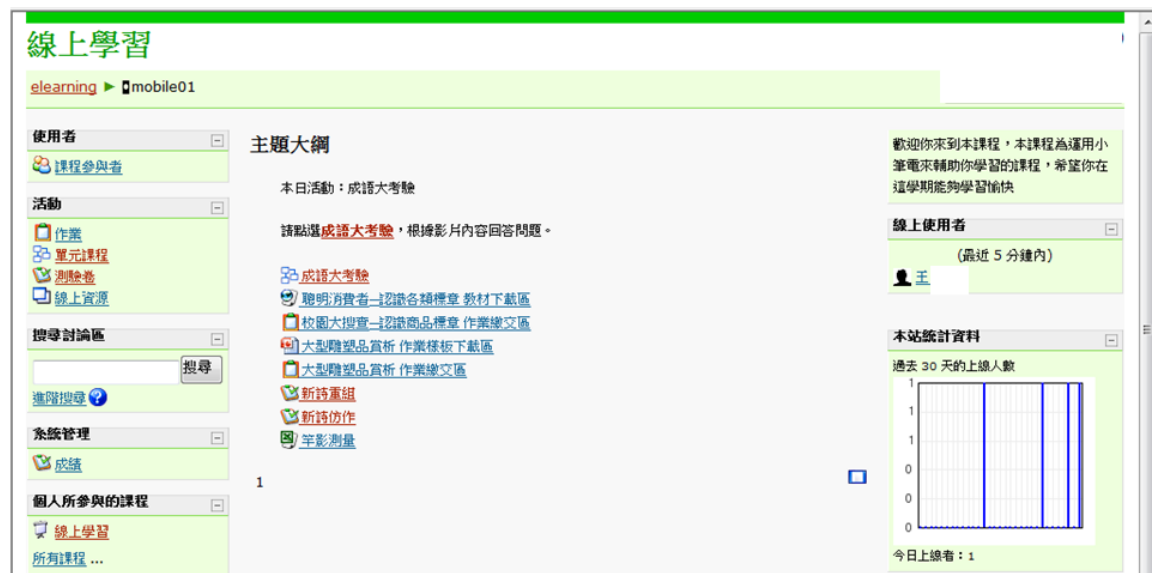 線上學習
elearning ► mobile01
使用者
課程參與者
活動
作業
單元課程
測驗卷
線上資源
搜尋討論區
搜尋
進階搜尋
系統管理
成績
個人所參與的課程
線上學習
所有課程 ...
主題大綱
本日活動：成語大考驗
請點選成語大考驗，根據影片內容回答問題。
成語大考驗
聰明消費者─認識各類標章 教材下載區
校園大搜查─認識商品標章 作業繳交區
大型雕塑品賞析 作業樣板下載區
大型雕塑品賞析 作業繳交區
新詩重組
新詩仿作
竿影測量
1
歡迎你來到本課程，本課程為運用小
筆電來輔助你學習的課程，希望你在
這學期能夠學習愉快
線上使用者
(最近 5 分鐘內)
王
本站統計資料
過去 30 天的上線人數
1
1
1
0
0
0
今日上線者：1